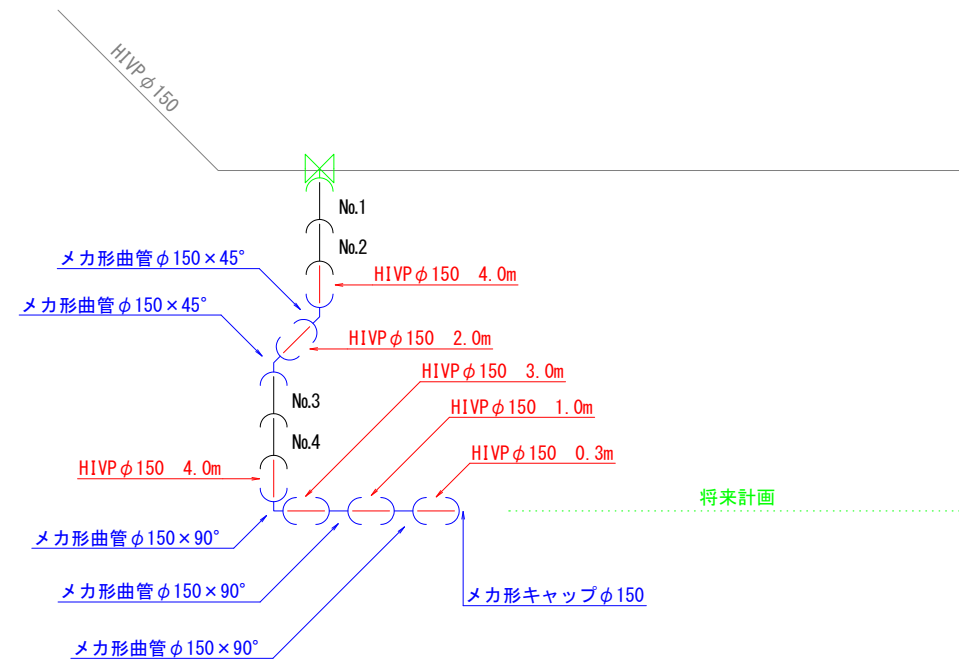 HIVPφ150
No.1
No.2
メカ形曲管φ150×45°
HIVPφ150 4.0m
メカ形曲管φ150×45°
HIVPφ150 2.0m
HIVPφ150 3.0m
No.3
HIVPφ150 1.0m
No.4
HIVPφ150 0.3m
HIVPφ150 4.0m
将来計画
メカ形曲管φ150×90°
メカ形曲管φ150×90°
メカ形キャップφ150
メカ形曲管φ150×90°